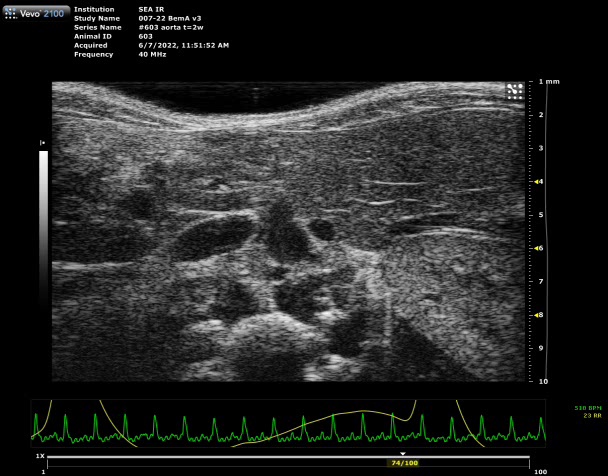 Vevo 2100
Institution SEA IR
Study Name 007-22 BemA v3
Series Name #603 aorta t=2w
Animal ID 603
Acquired 6/7/2022, 11:51:52 AM
Frequency 40 MHz
1 mm
2
3
4
5
6
7
8
9
10
510 BPM
23 RR
1X
74/100
1
100